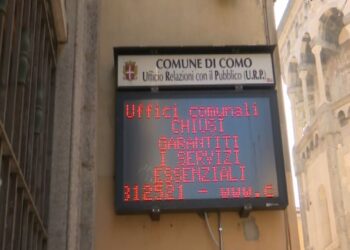 COMUNE DI COMO
Ufficio Relazioni con il Pubblico (U.R.P.)
Uffici comunali
CHIUSI
GARANTITI
I SERVIZI
ESSENZIALI
312521 - www.c